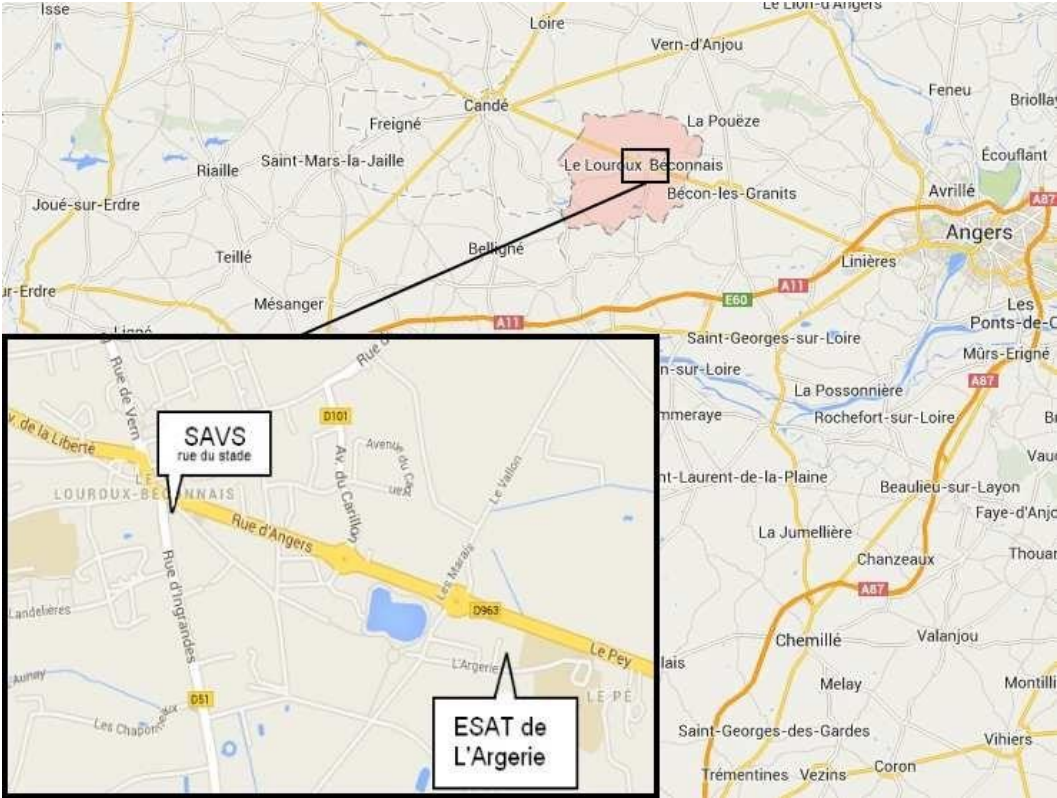 Isse
Loire
Le Lion-d'Angers
Vern-d'Anjou
Candé
Feneu
Briollay
Freigné
La Pouëze
Saint-Mars-la-Jaille
Riaille
Le Louroux Béconnais
Écouflant
Bécon-les-Granits
Avrillé
A87
Joué-sur-Erdre
Angers
Belligné
Teillé
Linières
ur-Erdre
Mésanger
E60
A11
A11
Les
Ponts-de-C
Ligné
Saint-Georges-sur-Loire
Mûrs-Erigné
n-sur-Loire
A87
La Possonnière
mmeraye
Rochefort-sur-Loire
Vau
nt-Laurent-de-la-Plaine
Beaulieu-sur-Layon
Faye-d'Anjo
La Jumellière
Thouar
Chanzeaux
A87
Chemillé
Valanjou
lais
Melay
Montilli
Saint-Georges-des-Gardes
Vihiers
Coron
Trémentines
Vezins
Rue de Vern
Rue d'
D101
v. de la Liberté
SAVS
rue du stade
Av. du Carillon
Avenue du
Le Vallon
LOUROUX-BÉCONNAIS
Rue d'Angers
Les Marais
Landelières
D963
Rue d'Ingrandes
Le Pey
L'Argerie
L'Aunay
LE PÉ
D51
Les Chaponneaux
ESAT de
L'Argerie